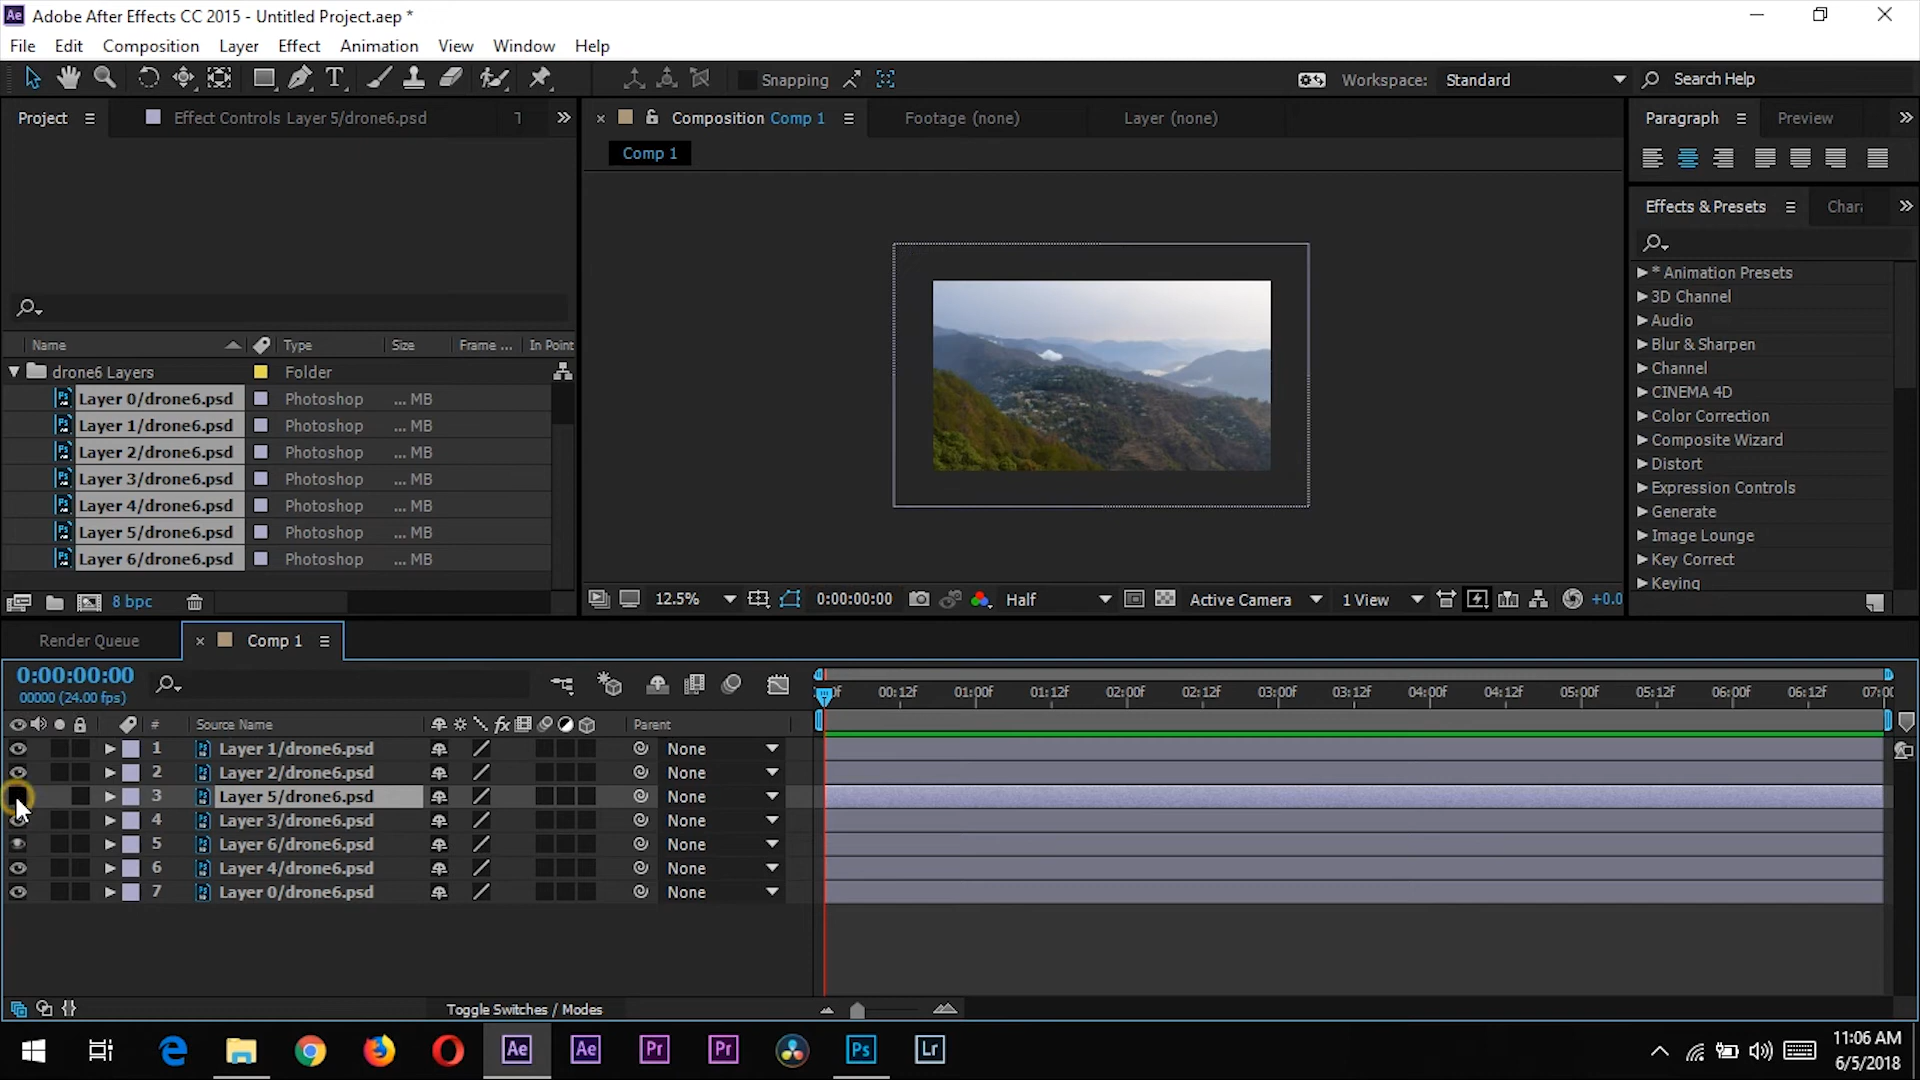 Ae Adobe After Effects CC 2015 - Untitled Project.aep *
File Edit Composition Layer Effect Animation View Window Help
T Snapping Workspace: Standard Search Help
Project Effect Controls Layer 5/drone6.psd Composition Comp 1 Footage (none) Layer (none) Paragraph Preview
Comp 1
Effects & Presets
* Animation Presets
3D Channel
Audio
Blur & Sharpen
Channel
CINEMA 4D
Color Correction
Composite Wizard
Distort
Expression Controls
Generate
Image Lounge
Key Correct
Keying
Name Type Size Frame ... In Point
drone6 Layers Folder
Layer 0/drone6.psd Photoshop ... MB
Layer 1/drone6.psd Photoshop ... MB
Layer 2/drone6.psd Photoshop ... MB
Layer 3/drone6.psd Photoshop ... MB
Layer 4/drone6.psd Photoshop ... MB
Layer 5/drone6.psd Photoshop ... MB
Layer 6/drone6.psd Photoshop ... MB
8 bpc
12.5% 0:00:00:00 Half Active Camera 1 View +0.0
Render Queue Comp 1
0:00:00:00
00000 (24.00 fps)
00:12f 01:00f 01:12f 02:00f 02:12f 03:00f 03:12f 04:00f 04:12f 05:00f 05:12f 06:00f 06:12f
# Source Name fx Parent
1 Layer 1/drone6.psd None
2 Layer 2/drone6.psd None
3 Layer 5/drone6.psd None
4 Layer 3/drone6.psd None
5 Layer 6/drone6.psd None
6 Layer 4/drone6.psd None
7 Layer 0/drone6.psd None
Toggle Switches / Modes
Ae Ae Pr Pr Ps Lr
11:06 AM
6/5/2018